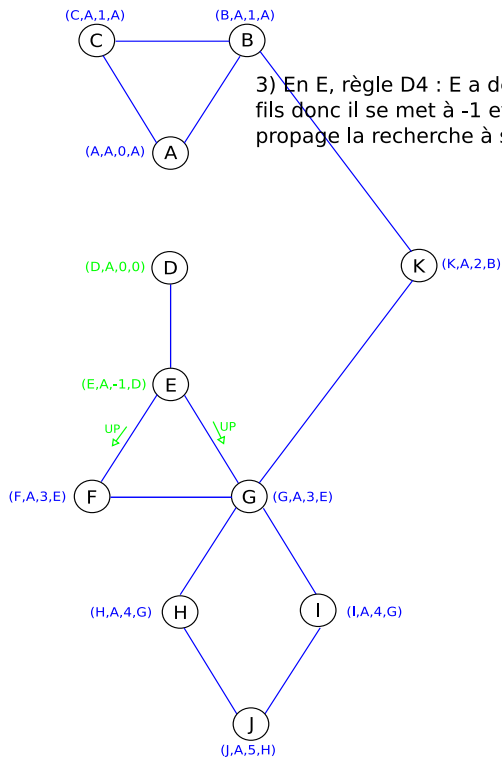 (C,A,1,A) (B,A,1,A)
C B
3) En E, règle D4 : E a
fils donc il se met à -1
propage la recherche à
A
(A,A,0,A)
(D,A,0,0) D
K (K,A,2,B)
(E,A,-1,D) E
UP UP
(F,A,3,E) F G (G,A,3,E)
(H,A,4,G) H I (I,A,4,G)
J
(J,A,5,H)